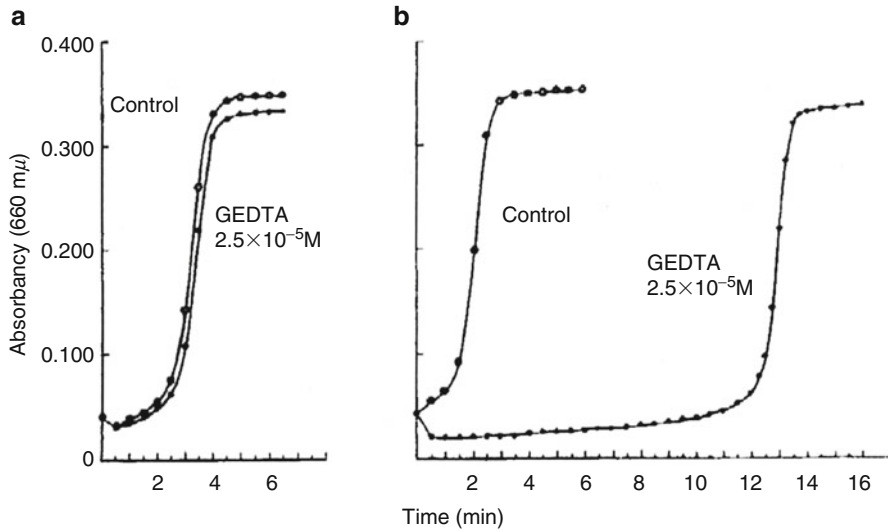 a
b
Absorbancy (660 mμ)
0.400
0.300
0.200
0.100
0
Control
GEDTA
2.5×10⁻⁵M
2 4 6
Control
GEDTA
2.5×10⁻⁵M
2 4 6 8 10 12 14 16
Time (min)